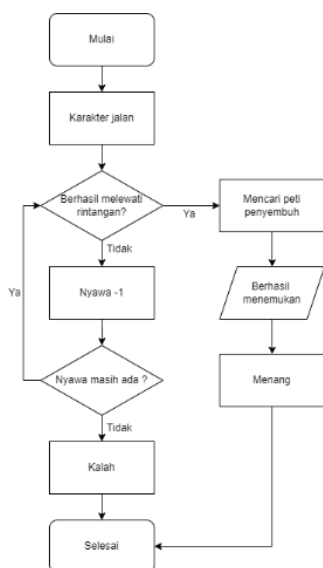 Mulai
Karakter jalan
Berhasil melewati
rintangan?
Ya
Mencari peti
penyembuh
Tidak
Nyawa -1
Berhasil
menemukan
Ya
Nyawa masih ada ?
Menang
Tidak
Kalah
Selesai